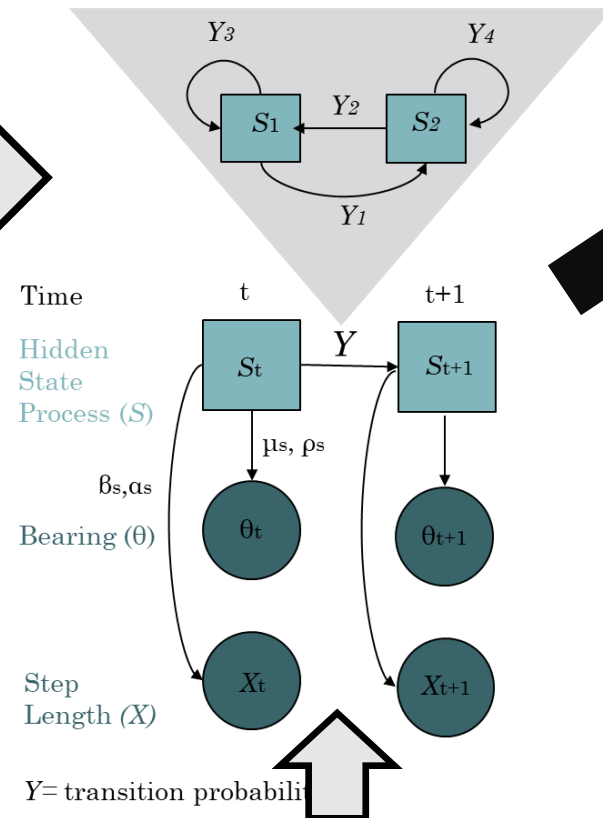 Y3
Y4
S1
Y2
S2
Y1
Time
t
t+1
Hidden
State
Process (S)
St
Y
St+1
µs, ρs
βs,αs
Bearing (θ)
θt
θt+1
Step
Length (X)
Xt
Xt+1
Y= transition